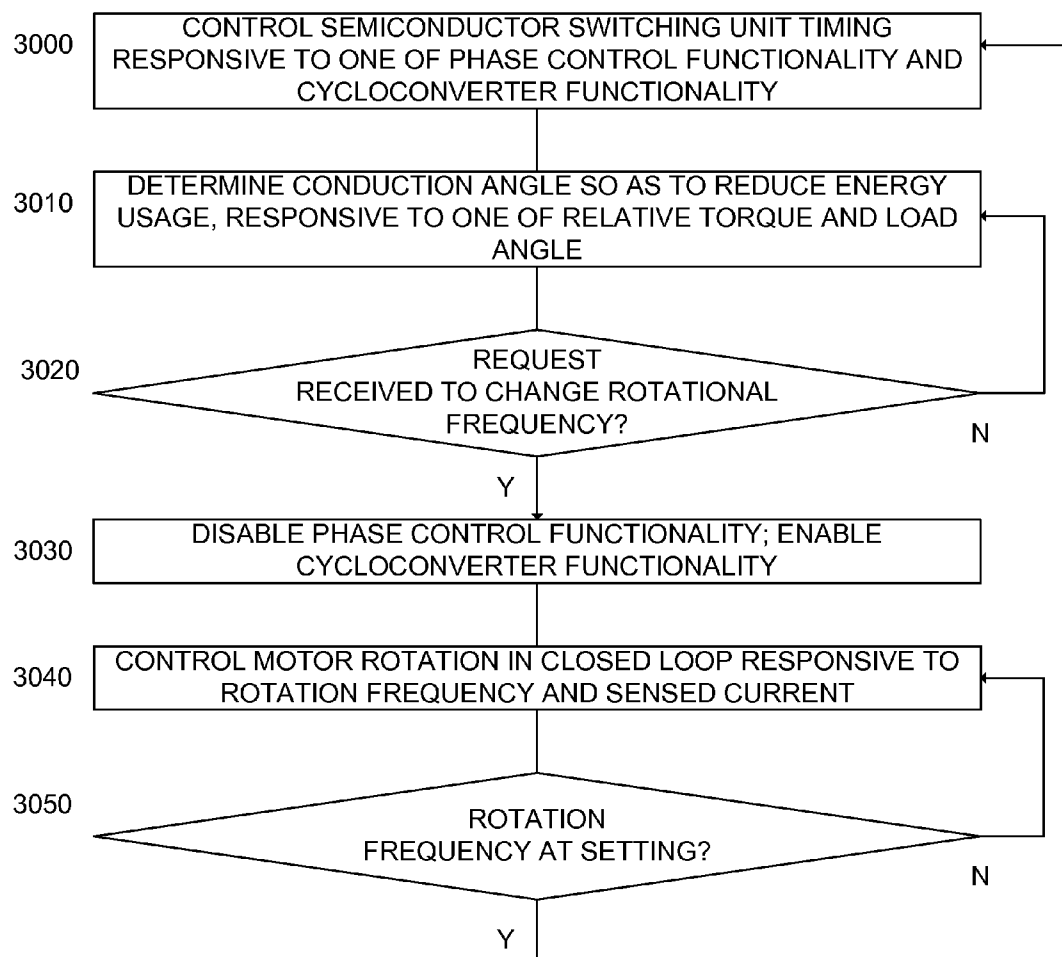 3000
CONTROL SEMICONDUCTOR SWITCHING UNIT TIMING
RESPONSIVE TO ONE OF PHASE CONTROL FUNCTIONALITY AND
CYCLOCONVERTER FUNCTIONALITY
3010
DETERMINE CONDUCTION ANGLE SO AS TO REDUCE ENERGY
USAGE, RESPONSIVE TO ONE OF RELATIVE TORQUE AND LOAD
ANGLE
3020
REQUEST
RECEIVED TO CHANGE ROTATIONAL
FREQUENCY?
N
Y
3030
DISABLE PHASE CONTROL FUNCTIONALITY; ENABLE
CYCLOCONVERTER FUNCTIONALITY
3040
CONTROL MOTOR ROTATION IN CLOSED LOOP RESPONSIVE TO
ROTATION FREQUENCY AND SENSED CURRENT
3050
ROTATION
FREQUENCY AT SETTING?
N
Y